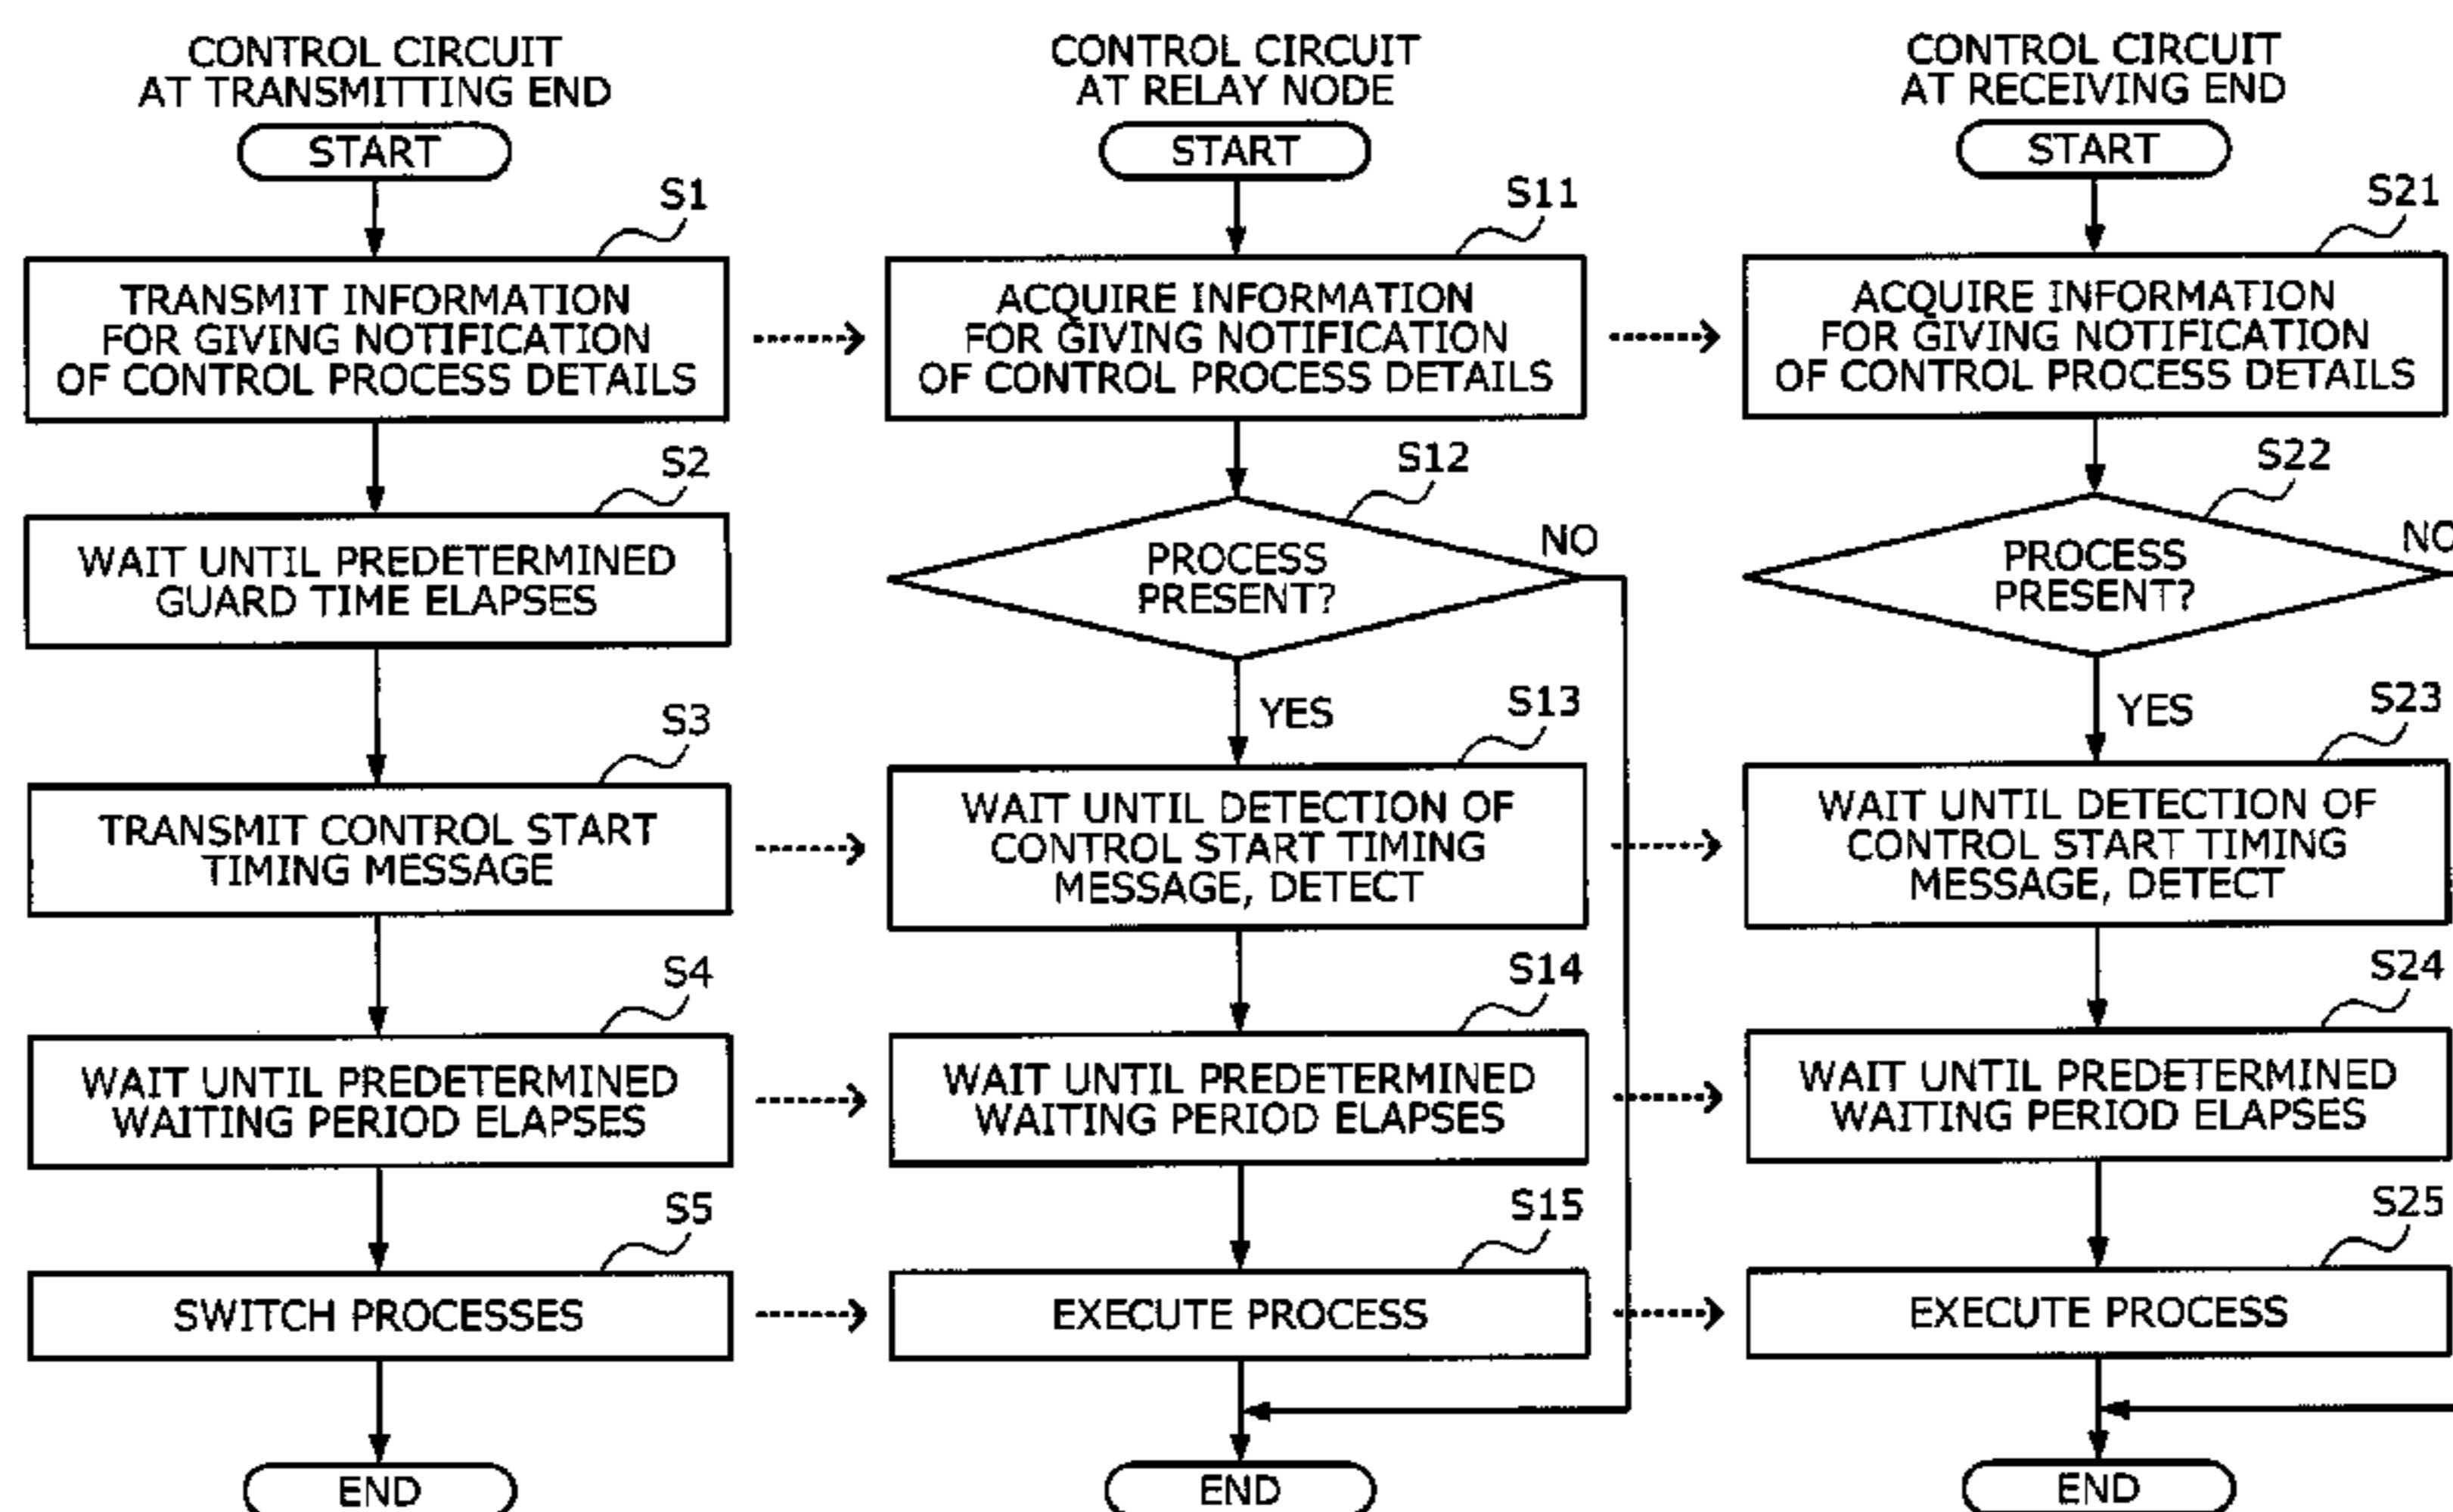 CONTROL CIRCUIT
AT TRANSMITTING END
START
S1
TRANSMIT INFORMATION
FOR GIVING NOTIFICATION
OF CONTROL PROCESS DETAILS
S2
WAIT UNTIL PREDETERMINED
GUARD TIME ELAPSES
S3
TRANSMIT CONTROL START
TIMING MESSAGE
S4
WAIT UNTIL PREDETERMINED
WAITING PERIOD ELAPSES
S5
SWITCH PROCESSES
END
CONTROL CIRCUIT
AT RELAY NODE
START
S11
ACQUIRE INFORMATION
FOR GIVING NOTIFICATION
OF CONTROL PROCESS DETAILS
S12
PROCESS
PRESENT?
NO
YES
S13
WAIT UNTIL DETECTION OF
CONTROL START TIMING
MESSAGE, DETECT
S14
WAIT UNTIL PREDETERMINED
WAITING PERIOD ELAPSES
S15
EXECUTE PROCESS
END
CONTROL CIRCUIT
AT RECEIVING END
START
S21
ACQUIRE INFORMATION
FOR GIVING NOTIFICATION
OF CONTROL PROCESS DETAILS
S22
PROCESS
PRESENT?
NO
YES
S23
WAIT UNTIL DETECTION OF
CONTROL START TIMING
MESSAGE, DETECT
S24
WAIT UNTIL PREDETERMINED
WAITING PERIOD ELAPSES
S25
EXECUTE PROCESS
END